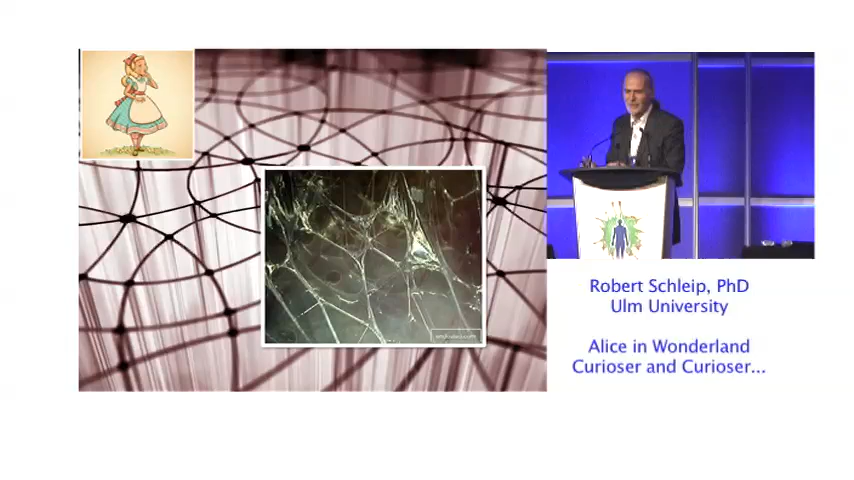 Robert Schleip, PhD
Ulm University
Alice in Wonderland
Curioser and Curioser...